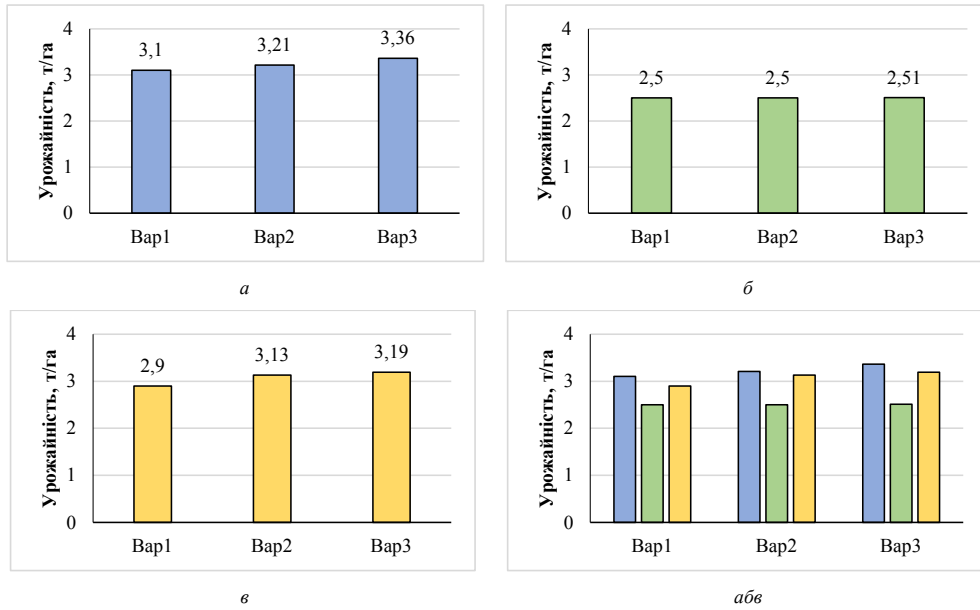 Урожайність, т/га
4
3
2
1
0
3,1
3,21
3,36
Вар1
Вар2
Вар3
а
Урожайність, т/га
4
3
2
1
0
2,5
2,5
2,51
Вар1
Вар2
Вар3
б
Урожайність, т/га
4
3
2
1
0
2,9
3,13
3,19
Вар1
Вар2
Вар3
в
Урожайність, т/га
4
3
2
1
0
Вар1
Вар2
Вар3
абв